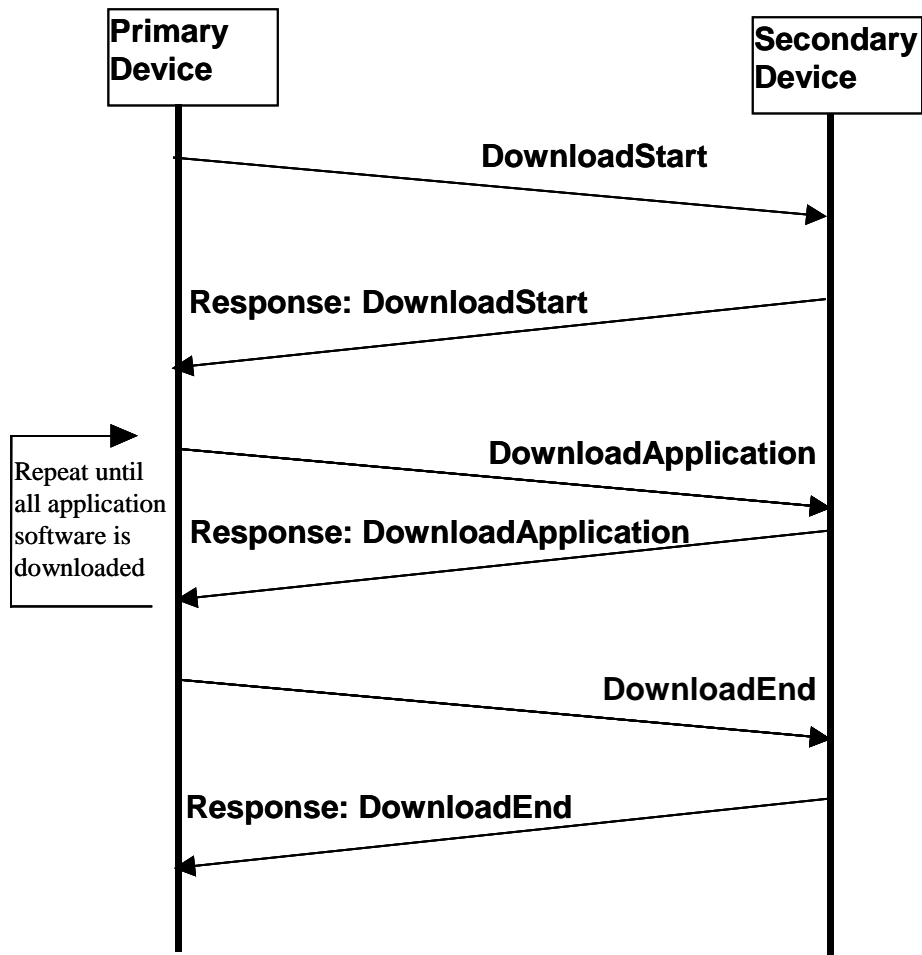 Primary
Device
Secondary
Device
DownloadStart
Response: DownloadStart
DownloadApplication
Repeat until
all application
software is
downloaded
Response: DownloadApplication
DownloadEnd
Response: DownloadEnd